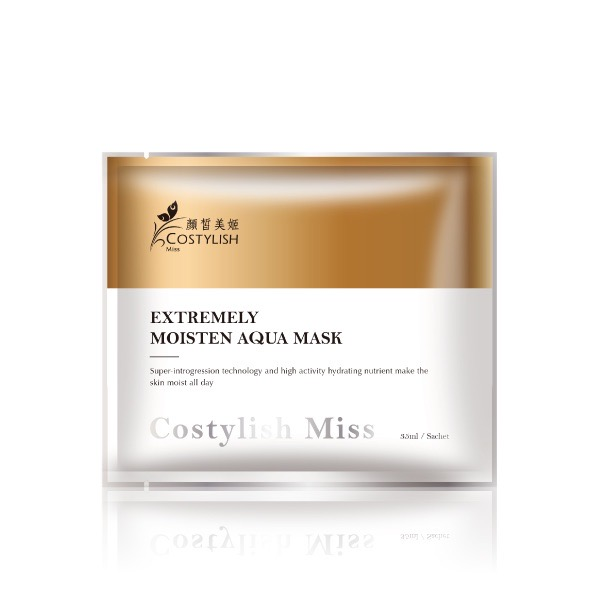 顏皙美姬
COSTYLISH
Miss
EXTREMELY
MOISTEN AQUA MASK
Super-introgression technology and high activity hydrating nutrient make the
skin moist all day
Costylish Miss
35ml / Sachet